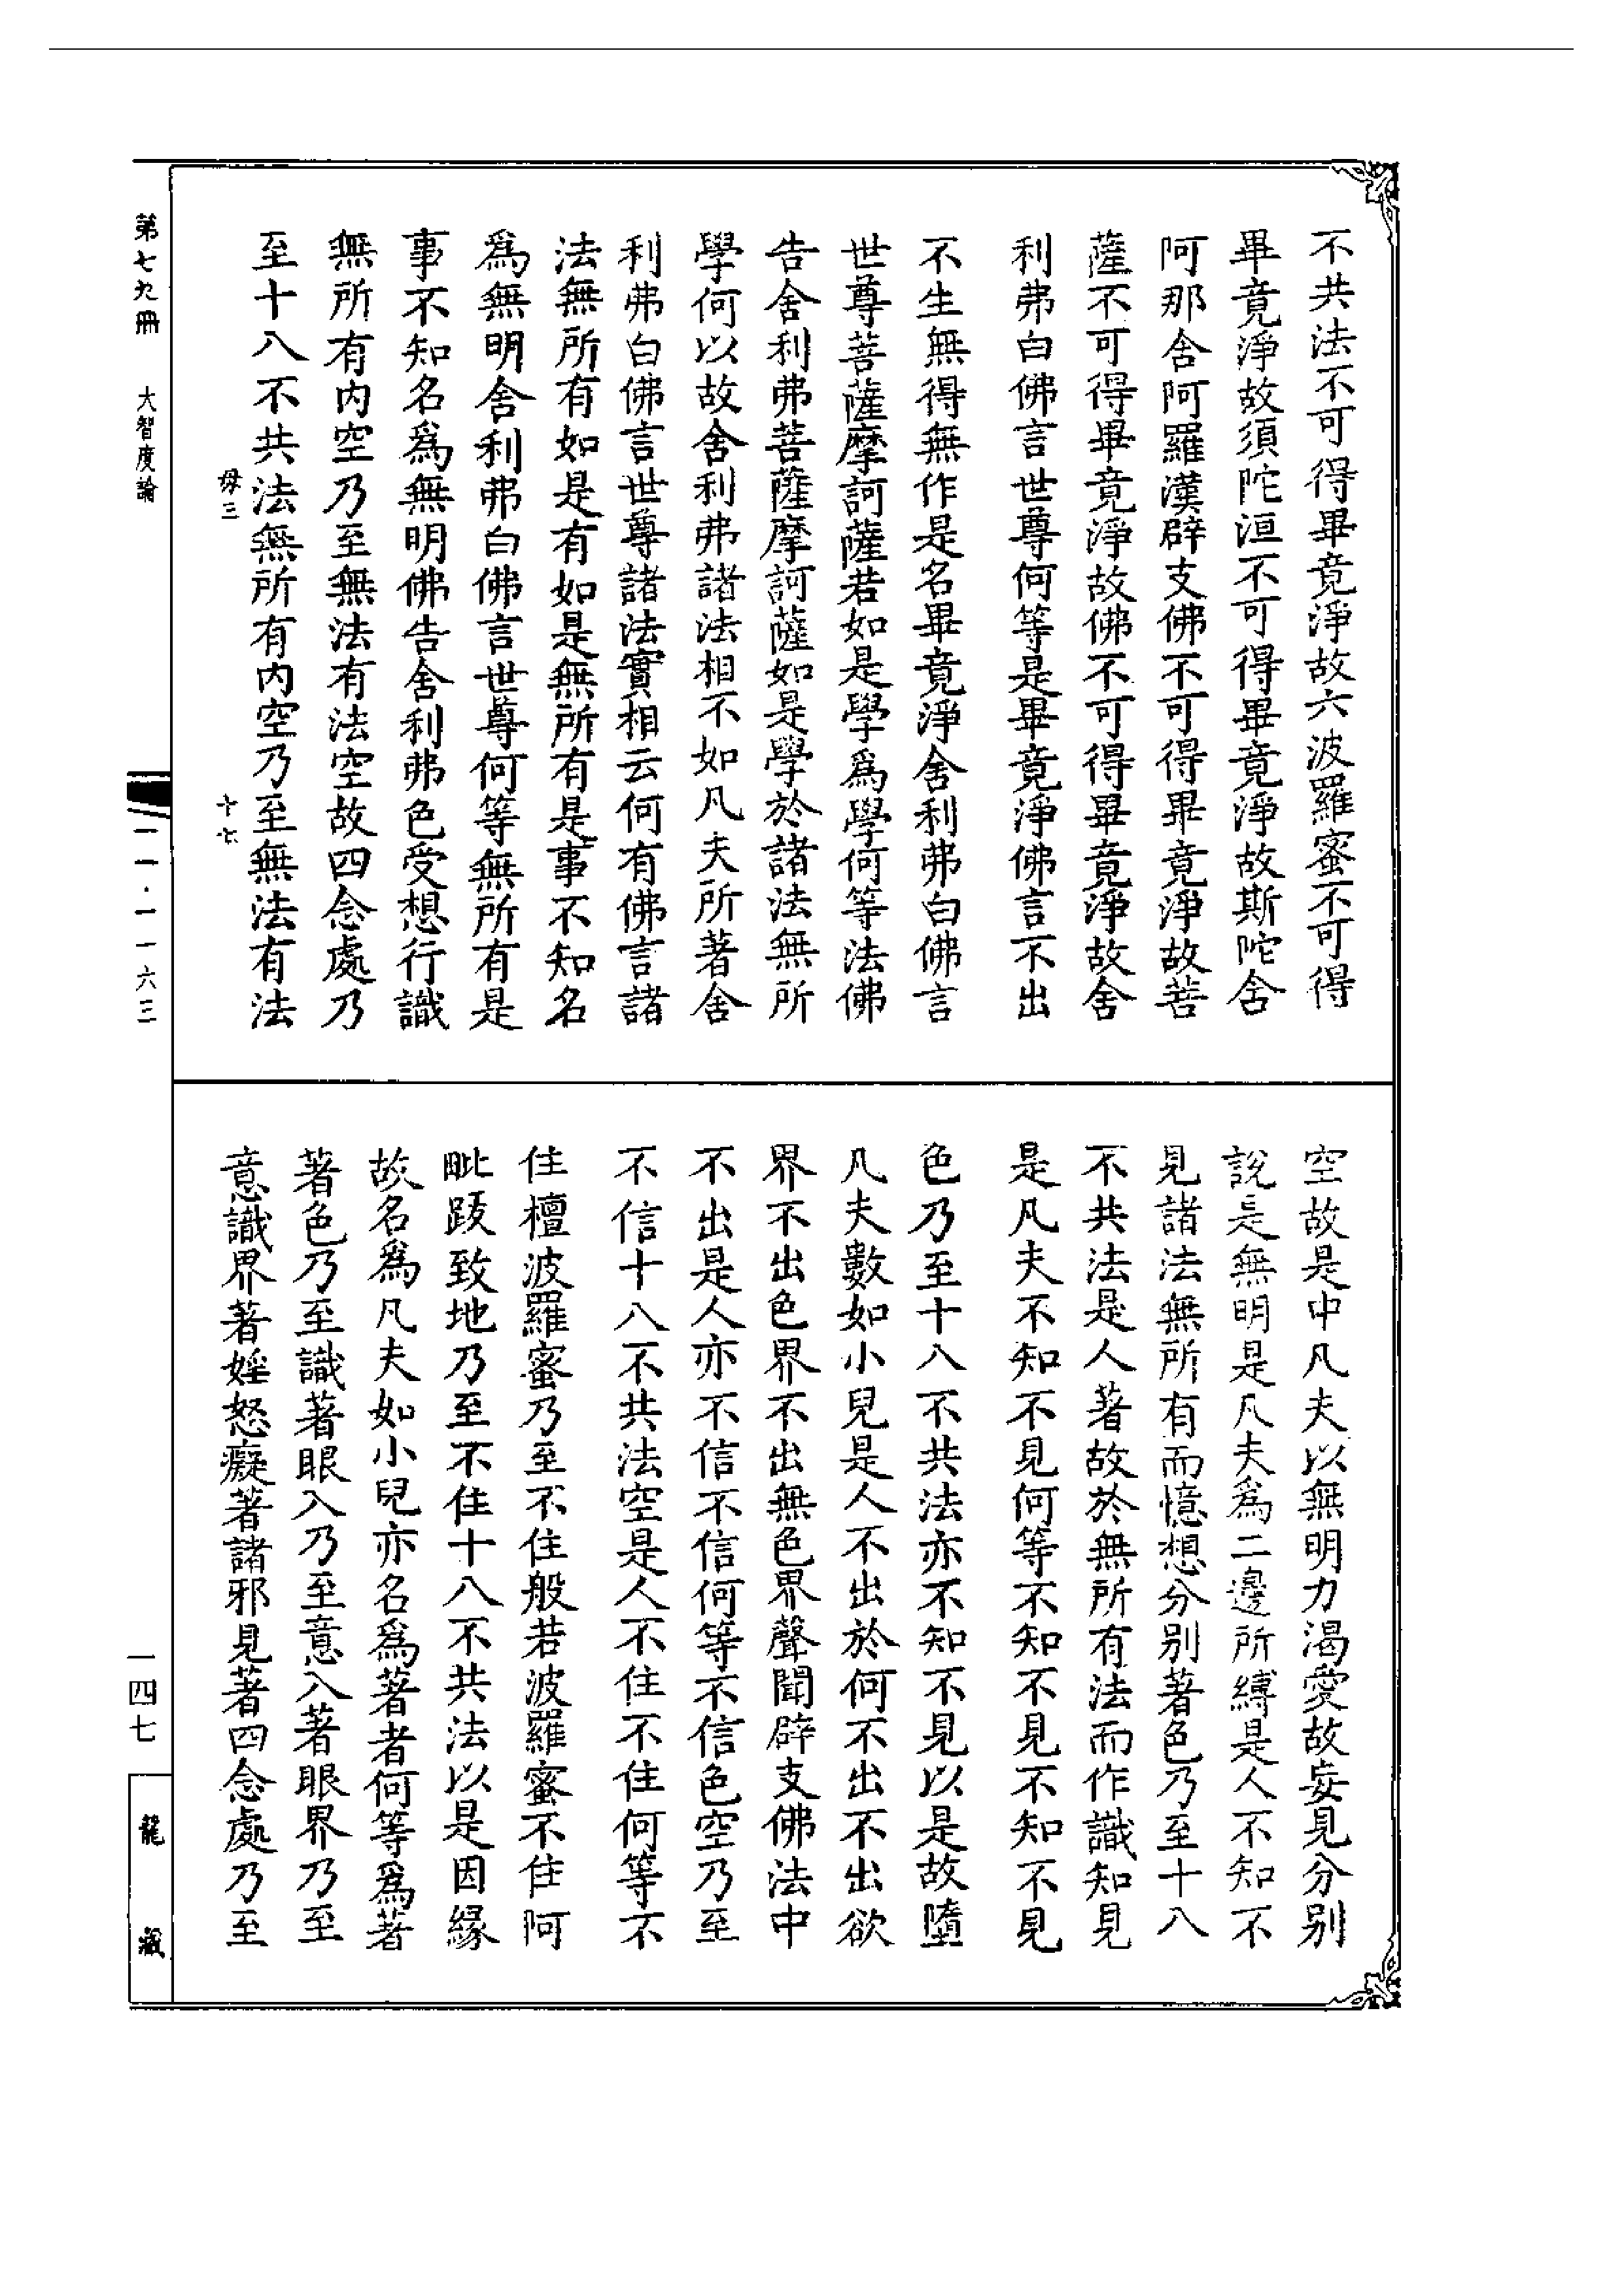 不共法不可得畢竟淨故六波羅蜜不可得
畢竟淨故須陀洹不可得畢竟淨故斯陀含
阿那含阿羅漢辟支佛不可得畢竟淨故菩
薩不可得畢竟淨故佛不可得畢竟淨故舍
利弗白佛言世尊何等是畢竟淨佛言不出
不生無得無作是名畢竟淨舍利弗白佛言
世尊菩薩摩訶薩若如是學爲學何等法佛
告舍利弗菩薩摩訶薩如是學於諸法無所
學何以故舍利弗諸法相不如凡夫所著舍
利弗白佛言世尊諸法實相云何有佛言諸
法無所有如是有如是無所有是事不知名
爲無明舍利弗白佛言世尊何等無所有是
事不知名爲無明佛告舍利弗色受想行識
無所有内空乃至無法有法空故四念處乃
至十八不共法無所有内空乃至無法有法
毋三 十七
空故是中凡夫以無明力渴愛故妄見分别
說是無明是凡夫爲二邊所縛是人不知不
見諸法無所有而憶想分别著色乃至十八
不共法是人著故於無所有法而作識知見
是凡夫不知不見何等不知不見不知不見
色乃至十八不共法亦不知不見以是故墮
凡夫數如小兒是人不出於何不出不出欲
界不出色界不出無色界聲聞辟支佛法中
不出是人亦不信不信何等不信色空乃至
不信十八不共法空是人不住不住何等不
住檀波羅蜜乃至不住般若波羅蜜不住阿
毗跋致地乃至不住十八不共法以是因緣
故名爲凡夫如小兒亦名爲著者何等爲著
著色乃至識著眼入乃至意入著眼界乃至
意識界著婬怒癡著諸邪見著四念處乃至
第七九冊 大智度論
一一·一一六三
一四七
龍藏